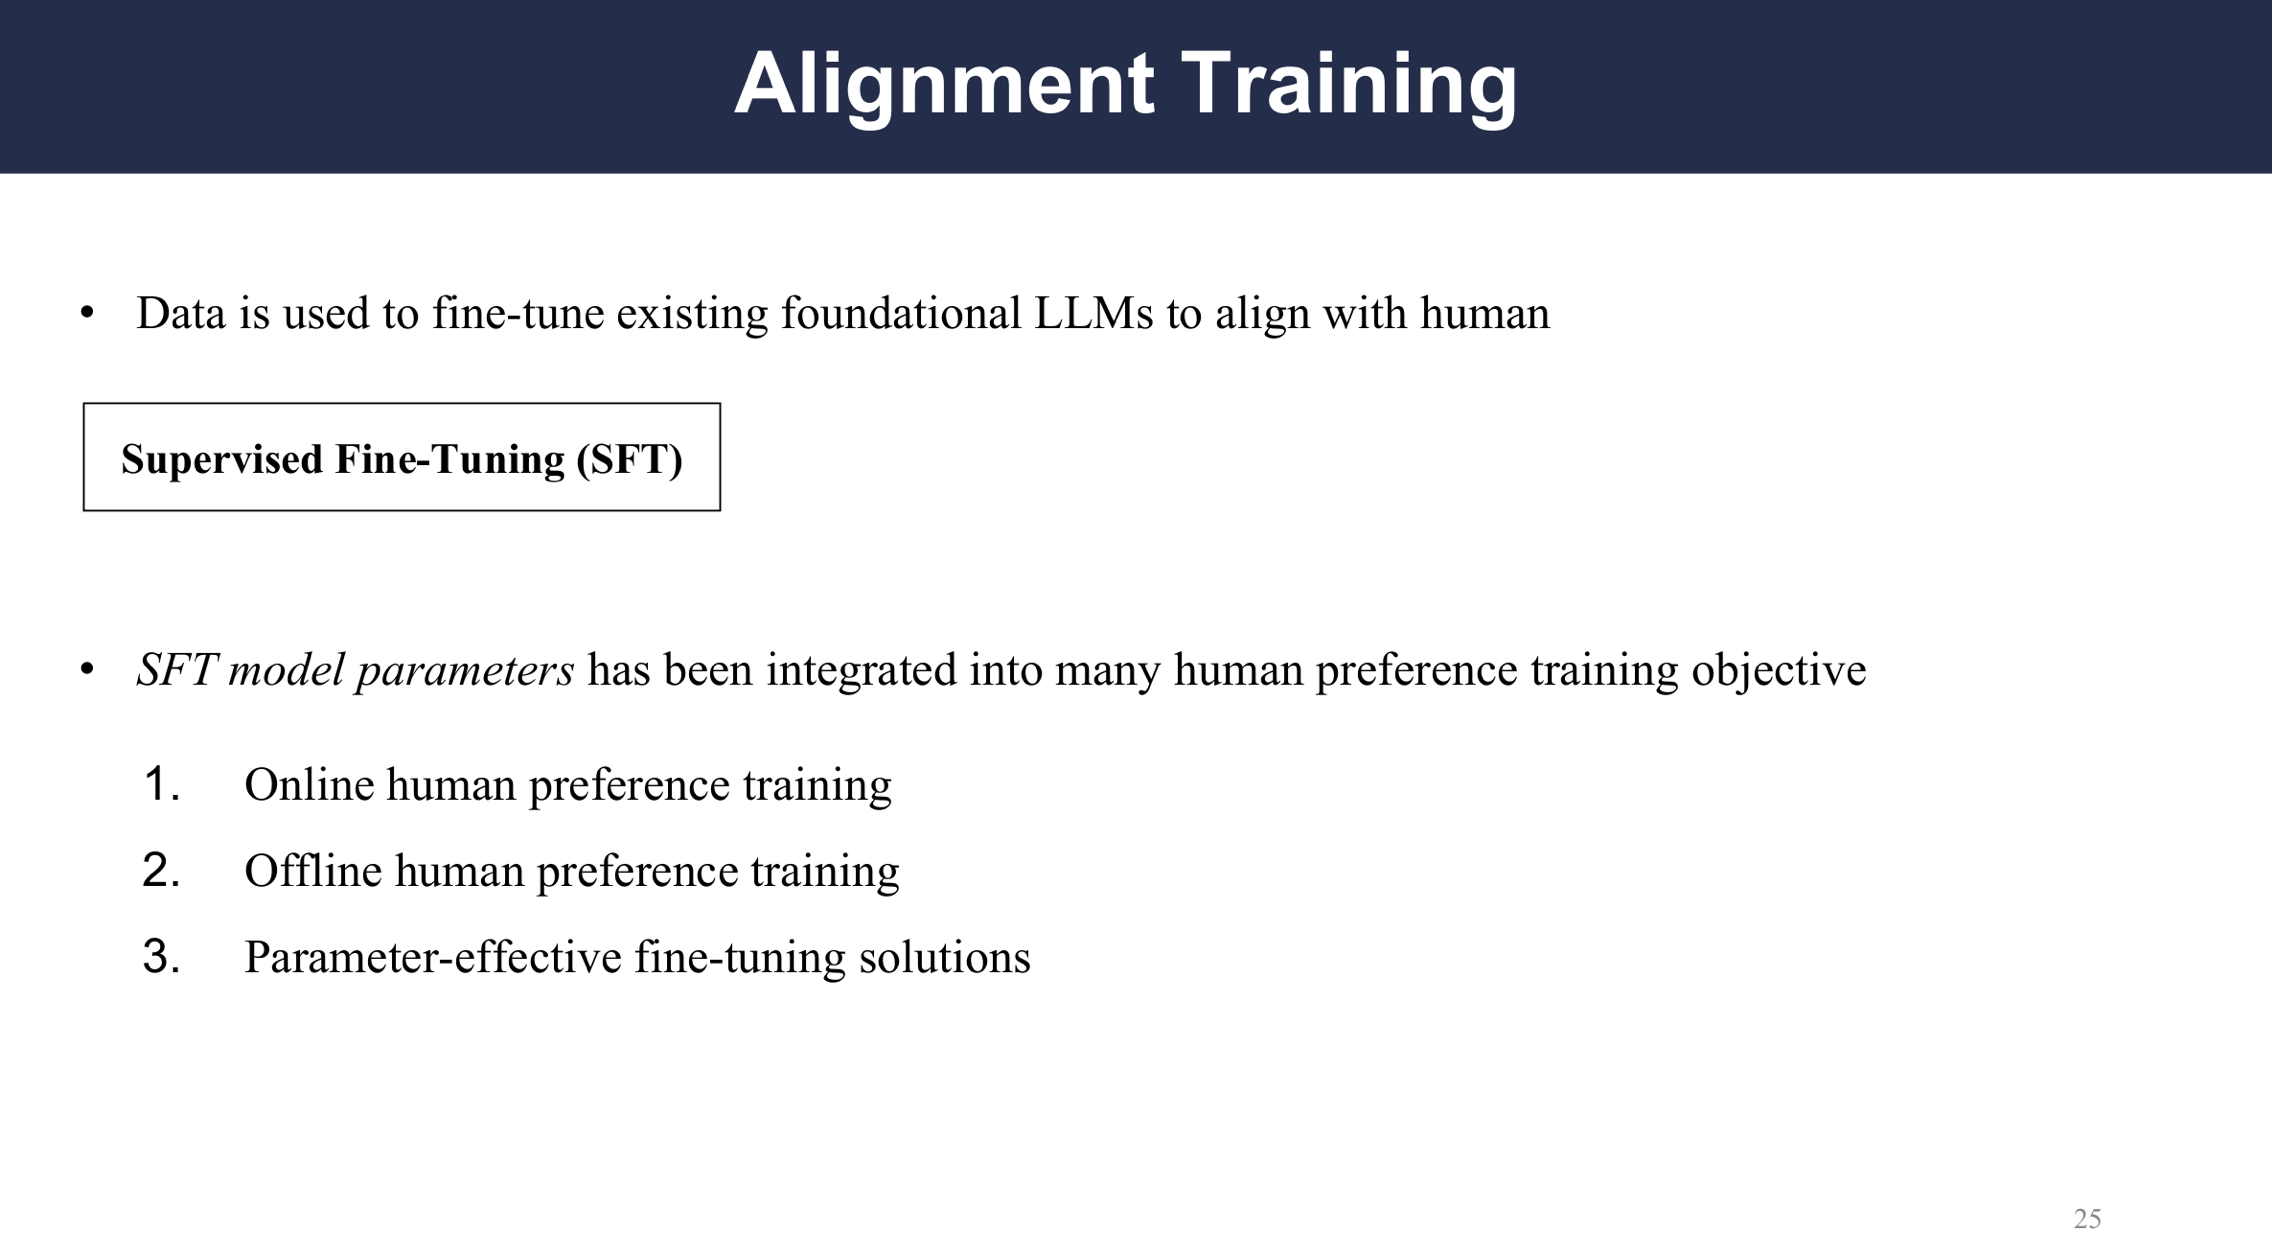 Alignment Training
• Data is used to fine-tune existing foundational LLMs to align with human
Supervised Fine-Tuning (SFT)
• SFT model parameters has been integrated into many human preference training objective
1. Online human preference training
2. Offline human preference training
3. Parameter-effective fine-tuning solutions
25